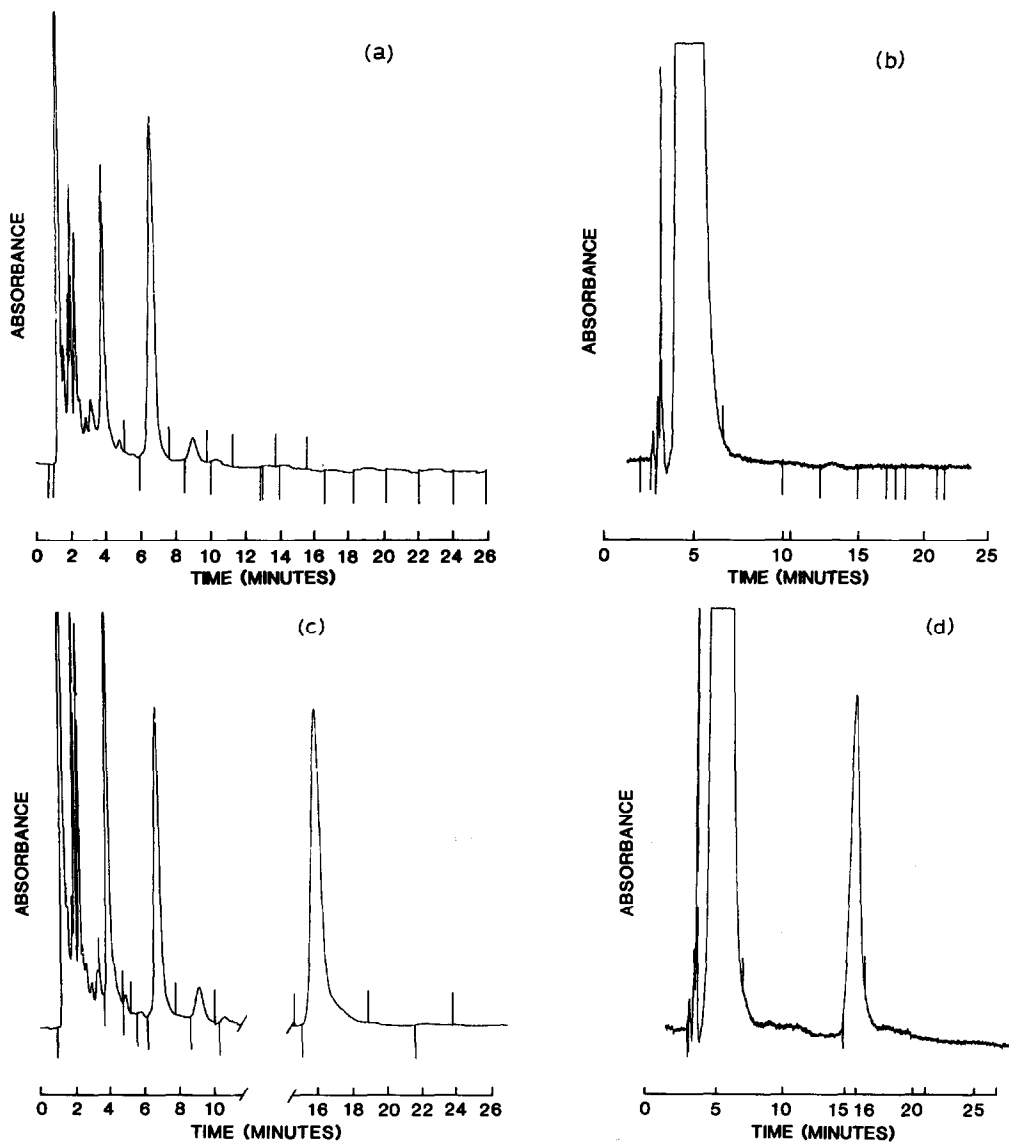 (a)
ABSORBANCE
0 2 4 6 8 10 12 14 16 18 20 22 24 26
TIME (MINUTES)
(b)
ABSORBANCE
0 5 10 15 20 25
TIME (MINUTES)
(c)
ABSORBANCE
0 2 4 6 8 10 16 18 20 22 24 26
TIME (MINUTES)
(d)
ABSORBANCE
0 5 10 15 16 20 25
TIME (MINUTES)